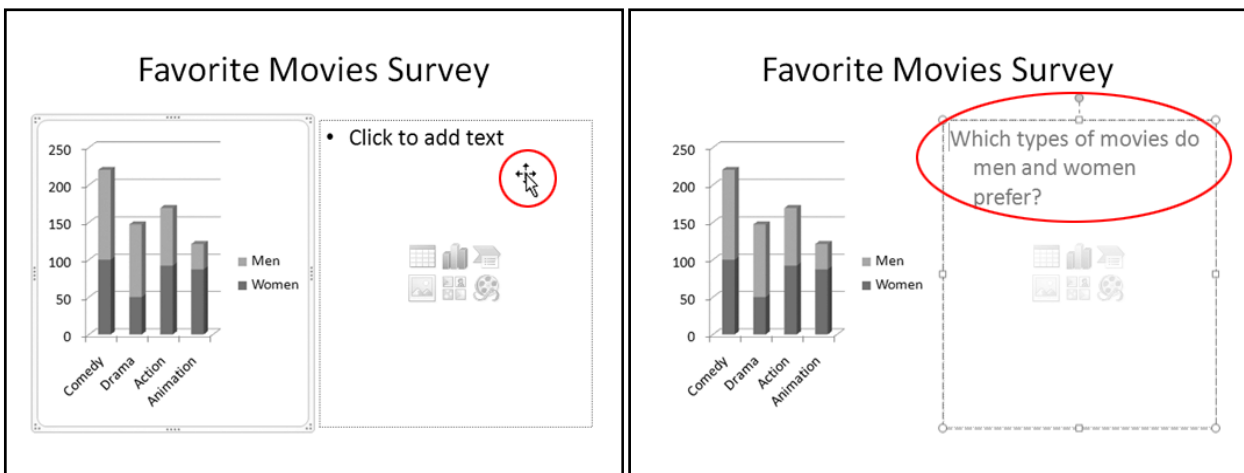 Favorite Movies Survey
250
200
150
100
50
0
Comedy
Drama
Action
Animation
Men
Women
• Click to add text
Favorite Movies Survey
250
200
150
100
50
0
Comedy
Drama
Action
Animation
Men
Women
Which types of movies do
men and women
prefer?